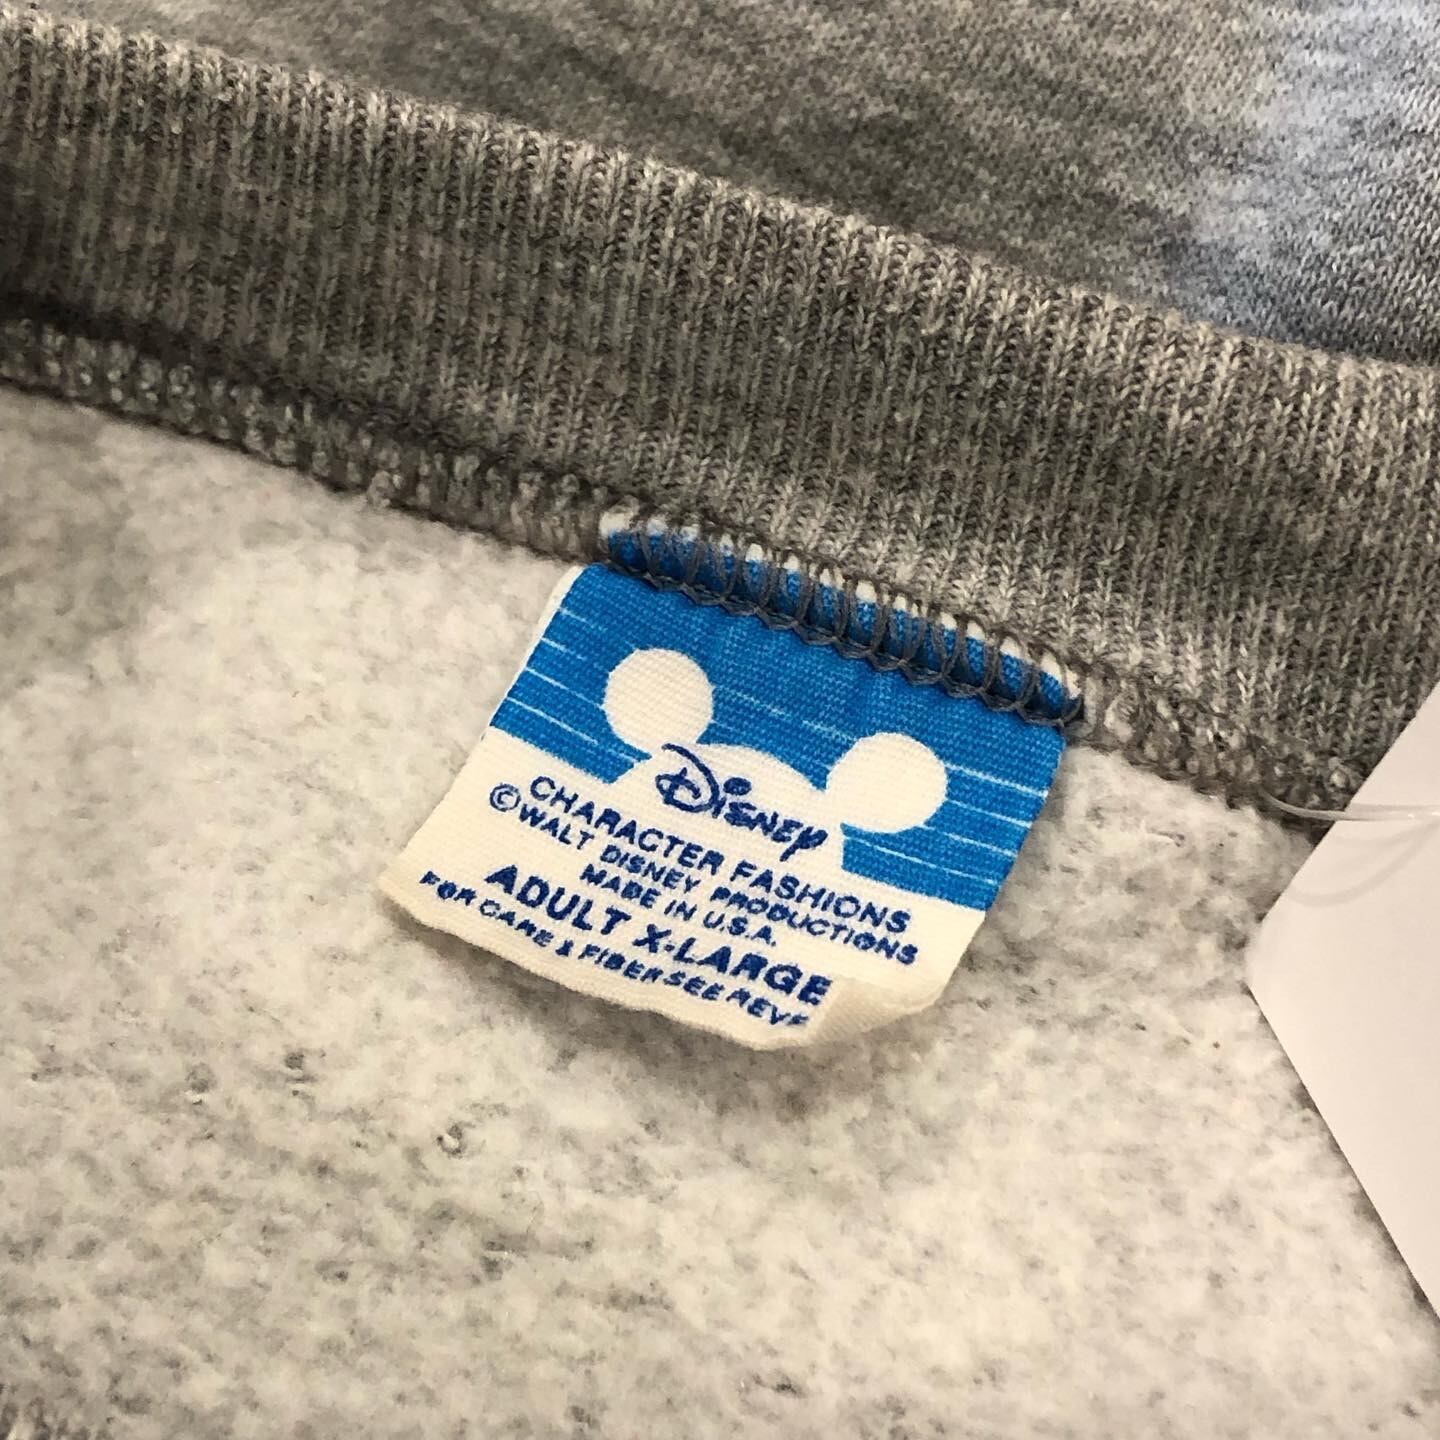 Disney
CHARACTER FASHIONS
©WALT DISNEY PRODUCTIONS
MADE IN U.S.A.
ADULT X-LARGE
FOR CARE & FIBER SEE REVE